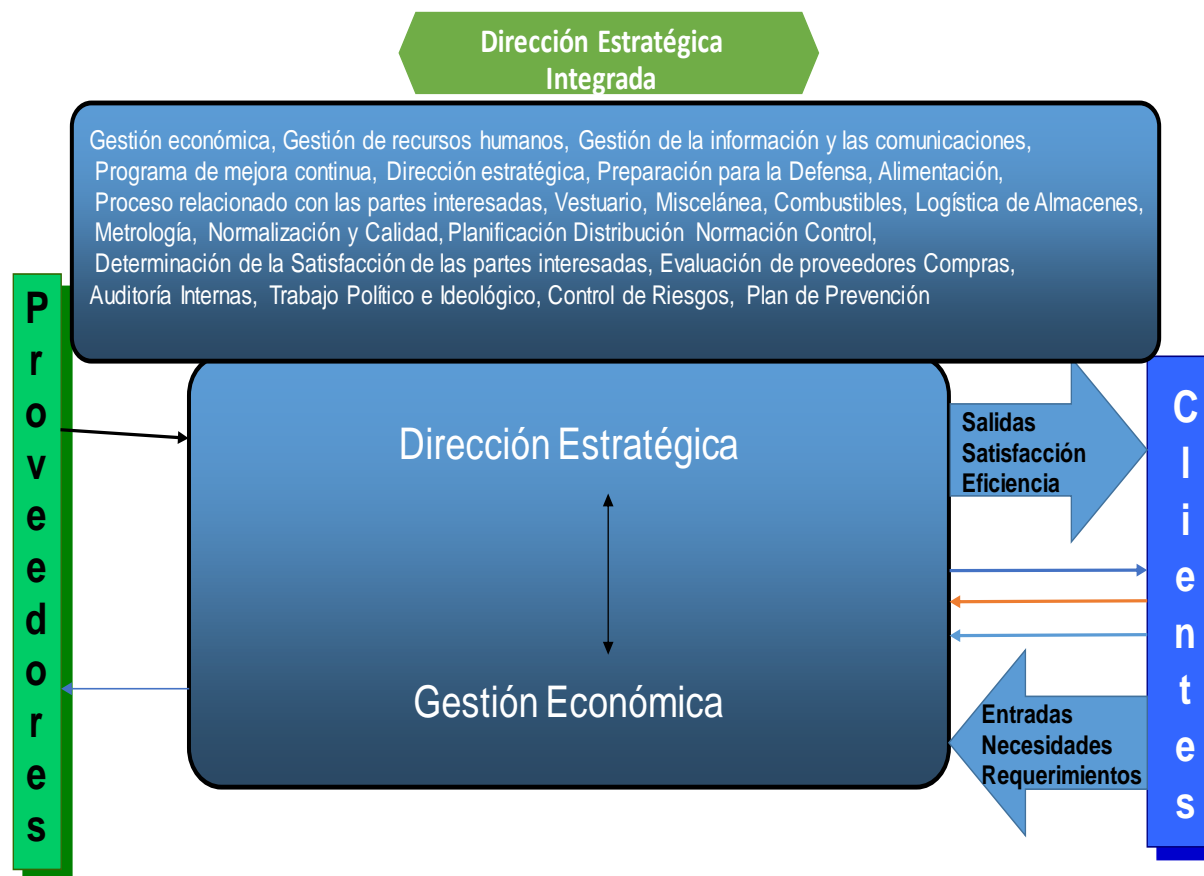 Dirección Estratégica
Integrada
Gestión económica, Gestión de recursos humanos, Gestión de la información y las comunicaciones,
Programa de mejora continua, Dirección estratégica, Preparación para la Defensa, Alimentación,
Proceso relacionado con las partes interesadas, Vestuario, Miscelánea, Combustibles, Logística de Almacenes,
Metrología, Normalización y Calidad, Planificación Distribución Normación Control,
Determinación de la Satisfacción de las partes interesadas, Evaluación de proveedores Compras,
Auditoría Internas, Trabajo Político e Ideológico, Control de Riesgos, Plan de Prevención
Proveedores
Dirección Estratégica
Gestión Económica
Salidas
Satisfacción
Eficiencia
Entradas
Necesidades
Requerimientos
Clientes